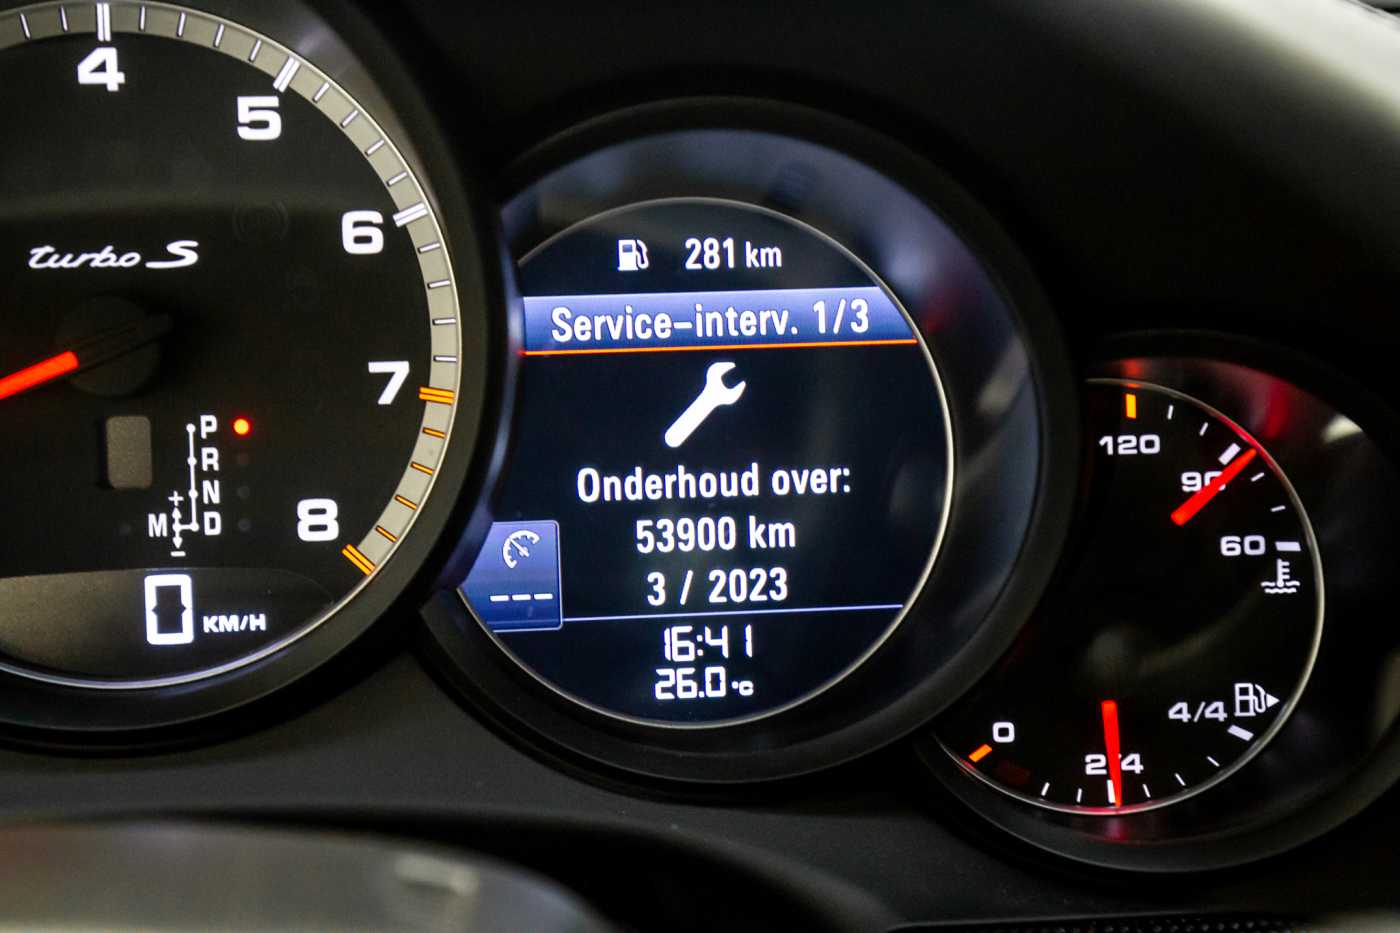 4
5
6
7
8
turbo S
P
R
N
M D
+
-
0 KM/H
281 km
Service-interv. 1/3
Onderhoud over:
53900 km
3 / 2023
---
16:41
26.0 °C
120
90
60
4/4
2/4
0